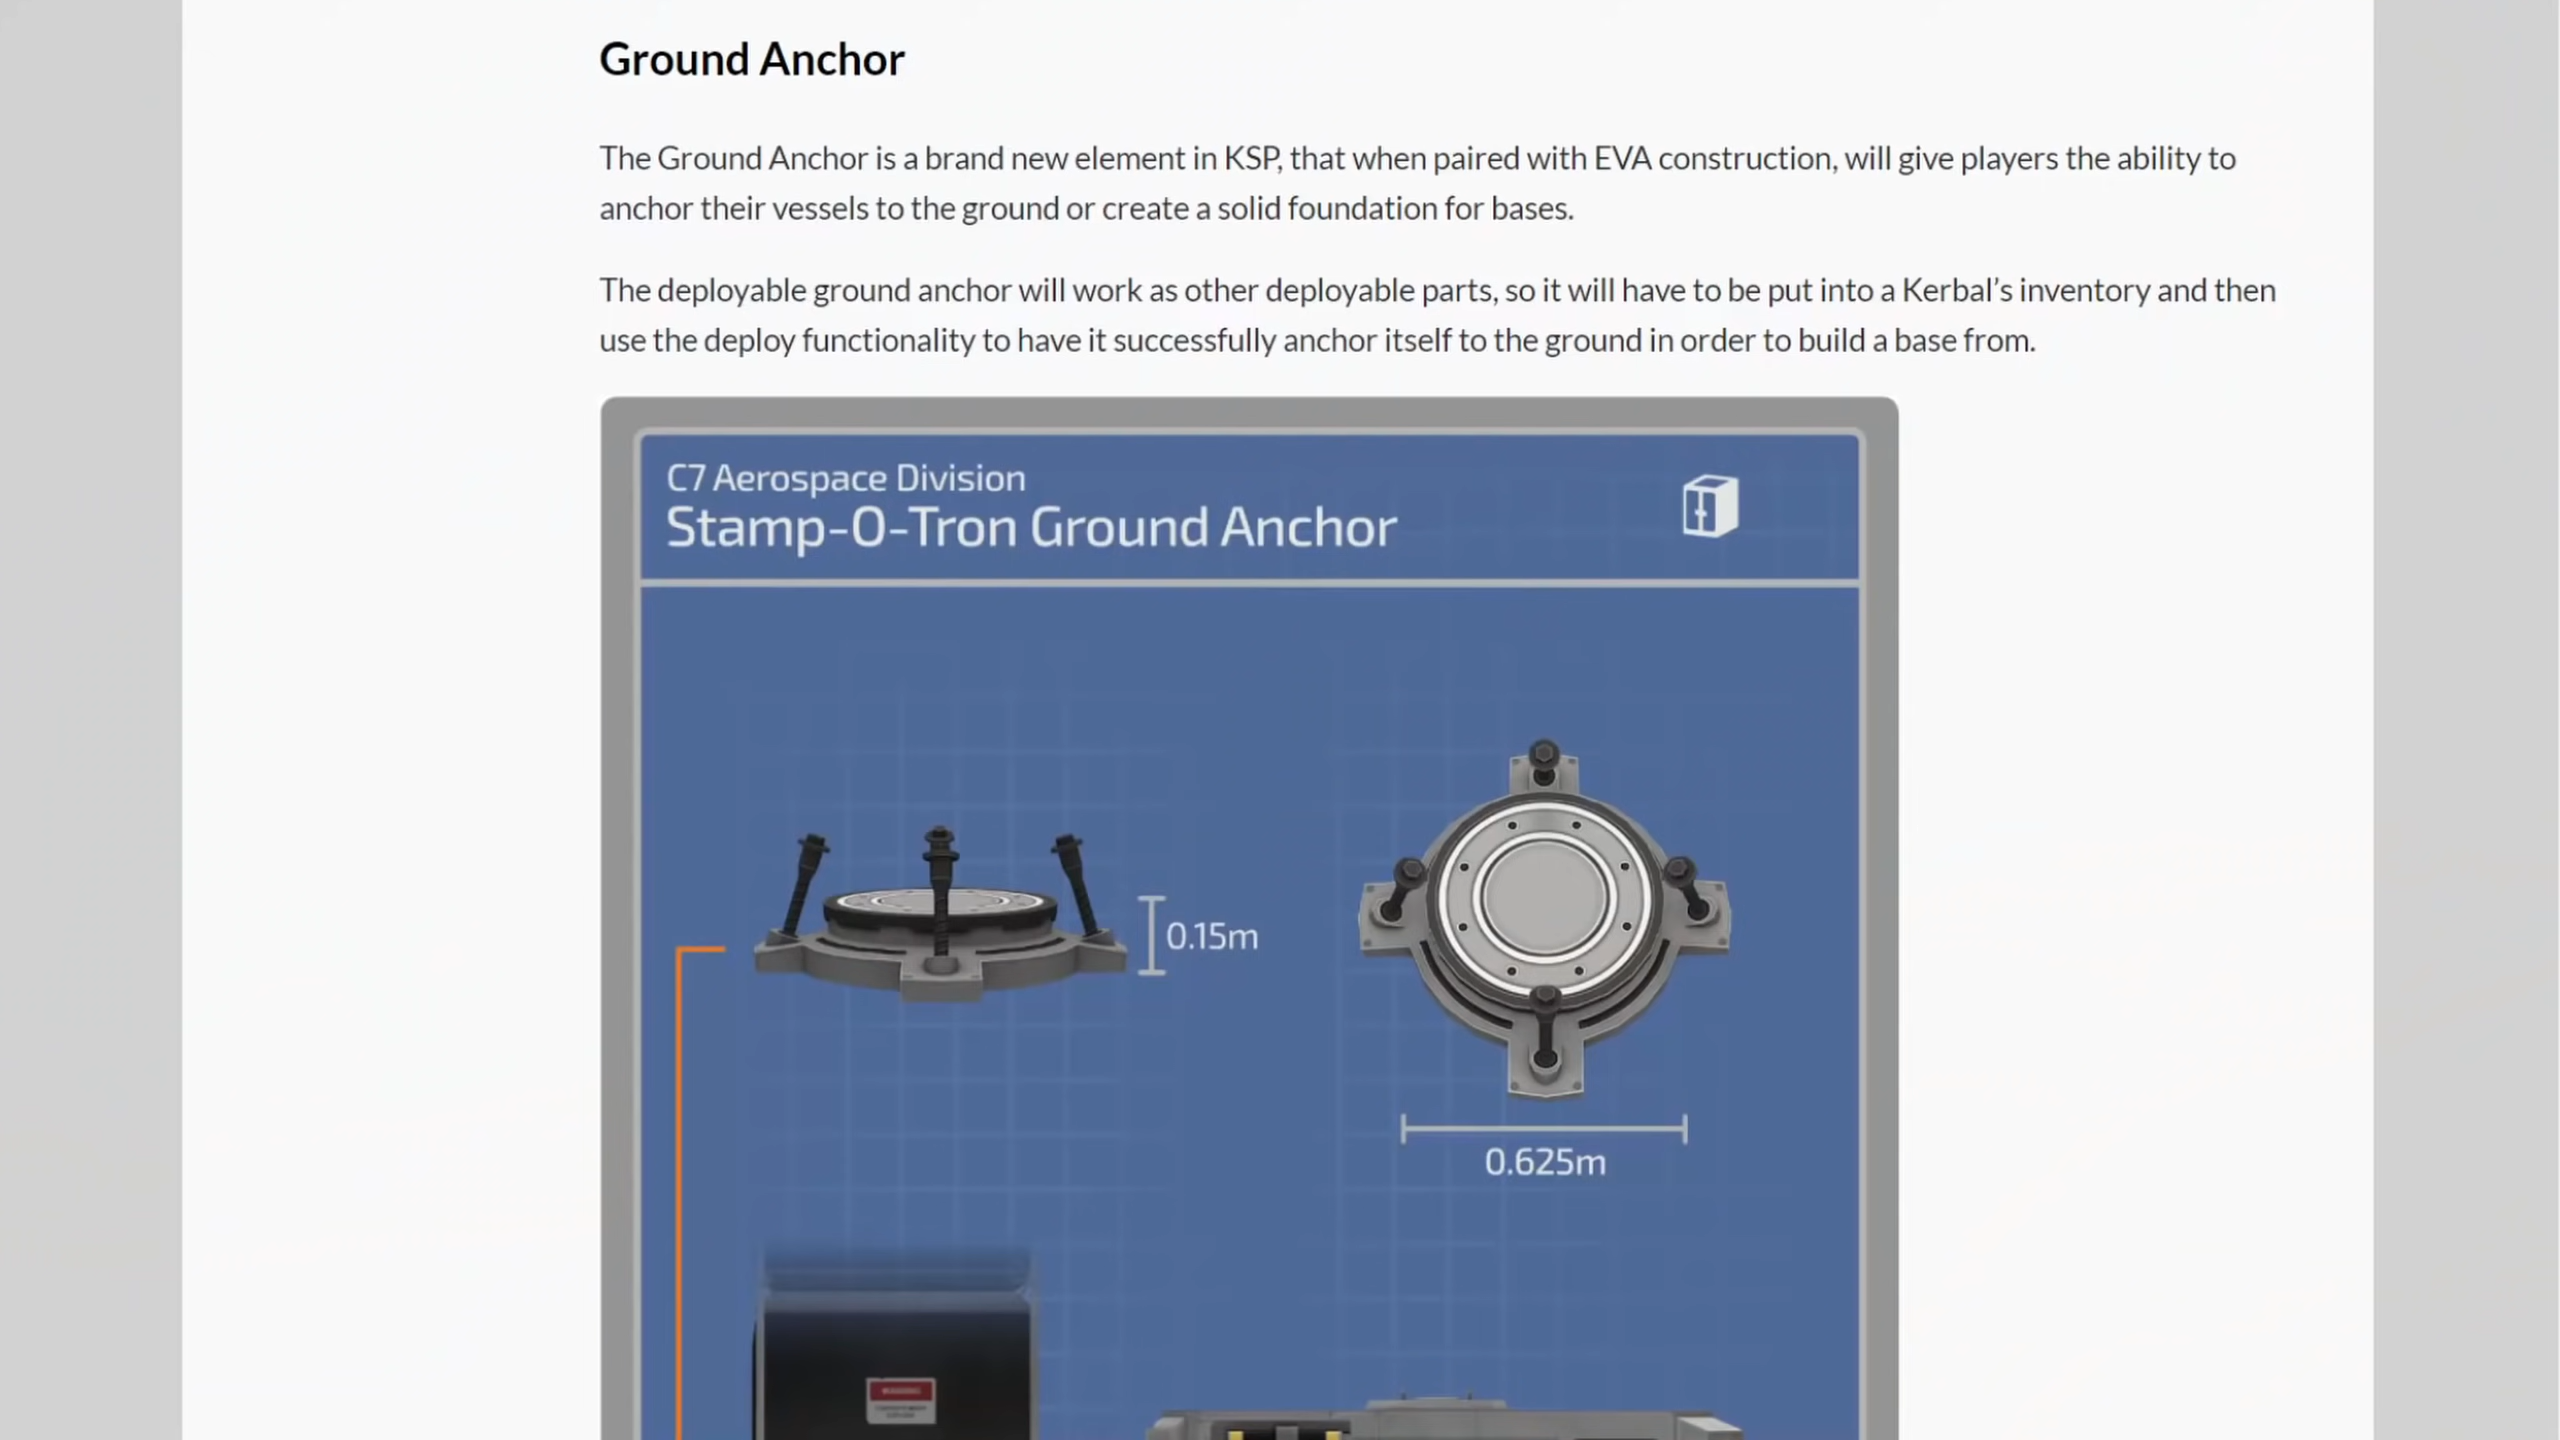 Ground Anchor
The Ground Anchor is a brand new element in KSP, that when paired with EVA construction, will give players the ability to
anchor their vessels to the ground or create a solid foundation for bases.
The deployable ground anchor will work as other deployable parts, so it will have to be put into a Kerbal’s inventory and then
use the deploy functionality to have it successfully anchor itself to the ground in order to build a base from.
C7 Aerospace Division
Stamp-O-Tron Ground Anchor
0.15m
0.625m